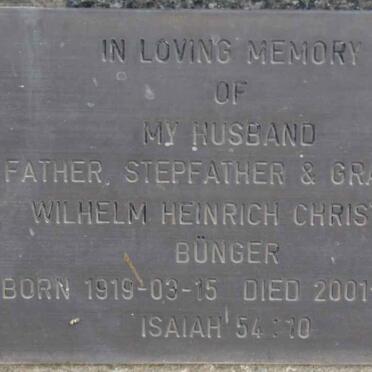 IN LOVING MEMORY
OF
MY HUSBAND
FATHER, STEPFATHER & GRA
WILHELM HEINRICH CHRIST
BÜNGER
BORN 1919-03-15 DIED 2001
ISAIAH 54:10